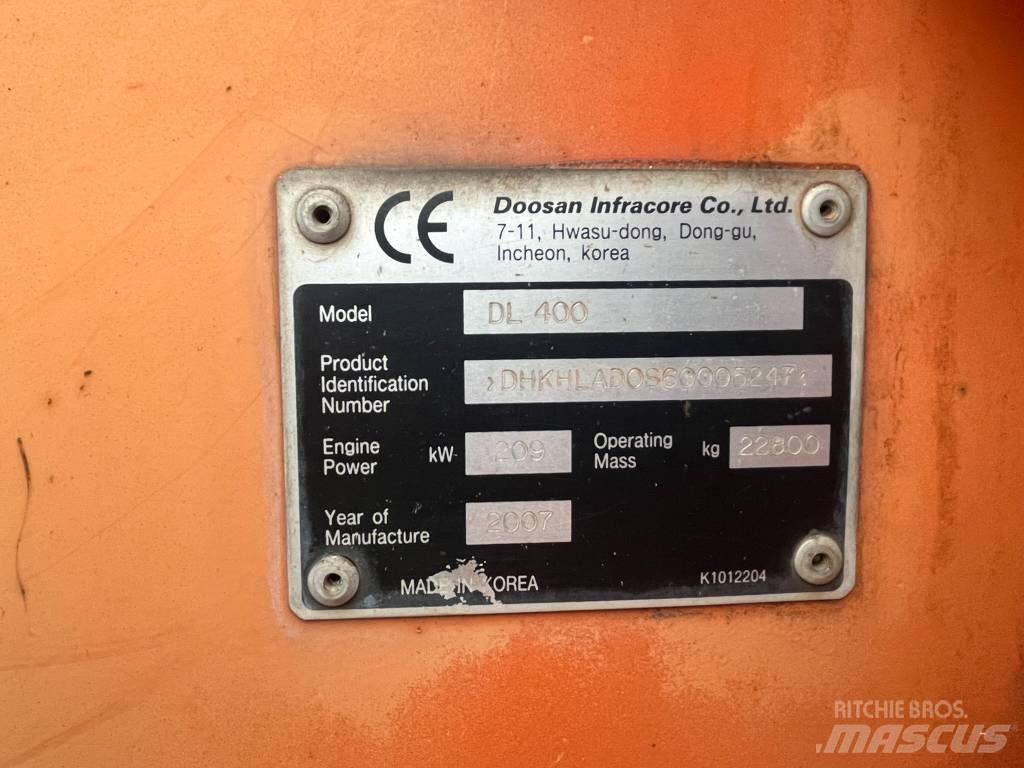 CE
Doosan Infracore Co., Ltd.
7-11, Hwasu-dong, Dong-gu,
Incheon, Korea
Model DL 400
Product
Identification
Number
Engine
Power kW 209 Operating
Mass kg 22800
Year of
Manufacture 2007
MADE IN KOREA K1012204
RITCHIE BROS.
MASCUS